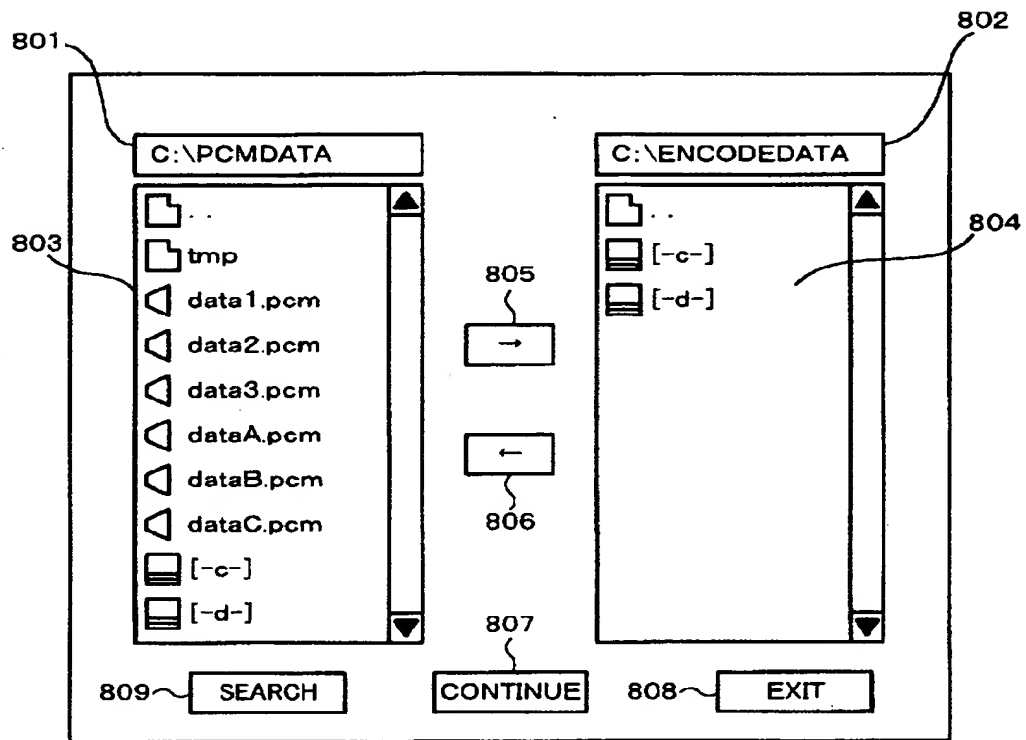 801
802
C:\PCMDATA
C:\ENCODEDATA
803
. .
tmp
data1.pcm
data2.pcm
data3.pcm
dataA.pcm
dataB.pcm
dataC.pcm
[-c-]
[-d-]
805
→
←
806
. .
[-c-]
[-d-]
804
809
SEARCH
807
CONTINUE
808
EXIT